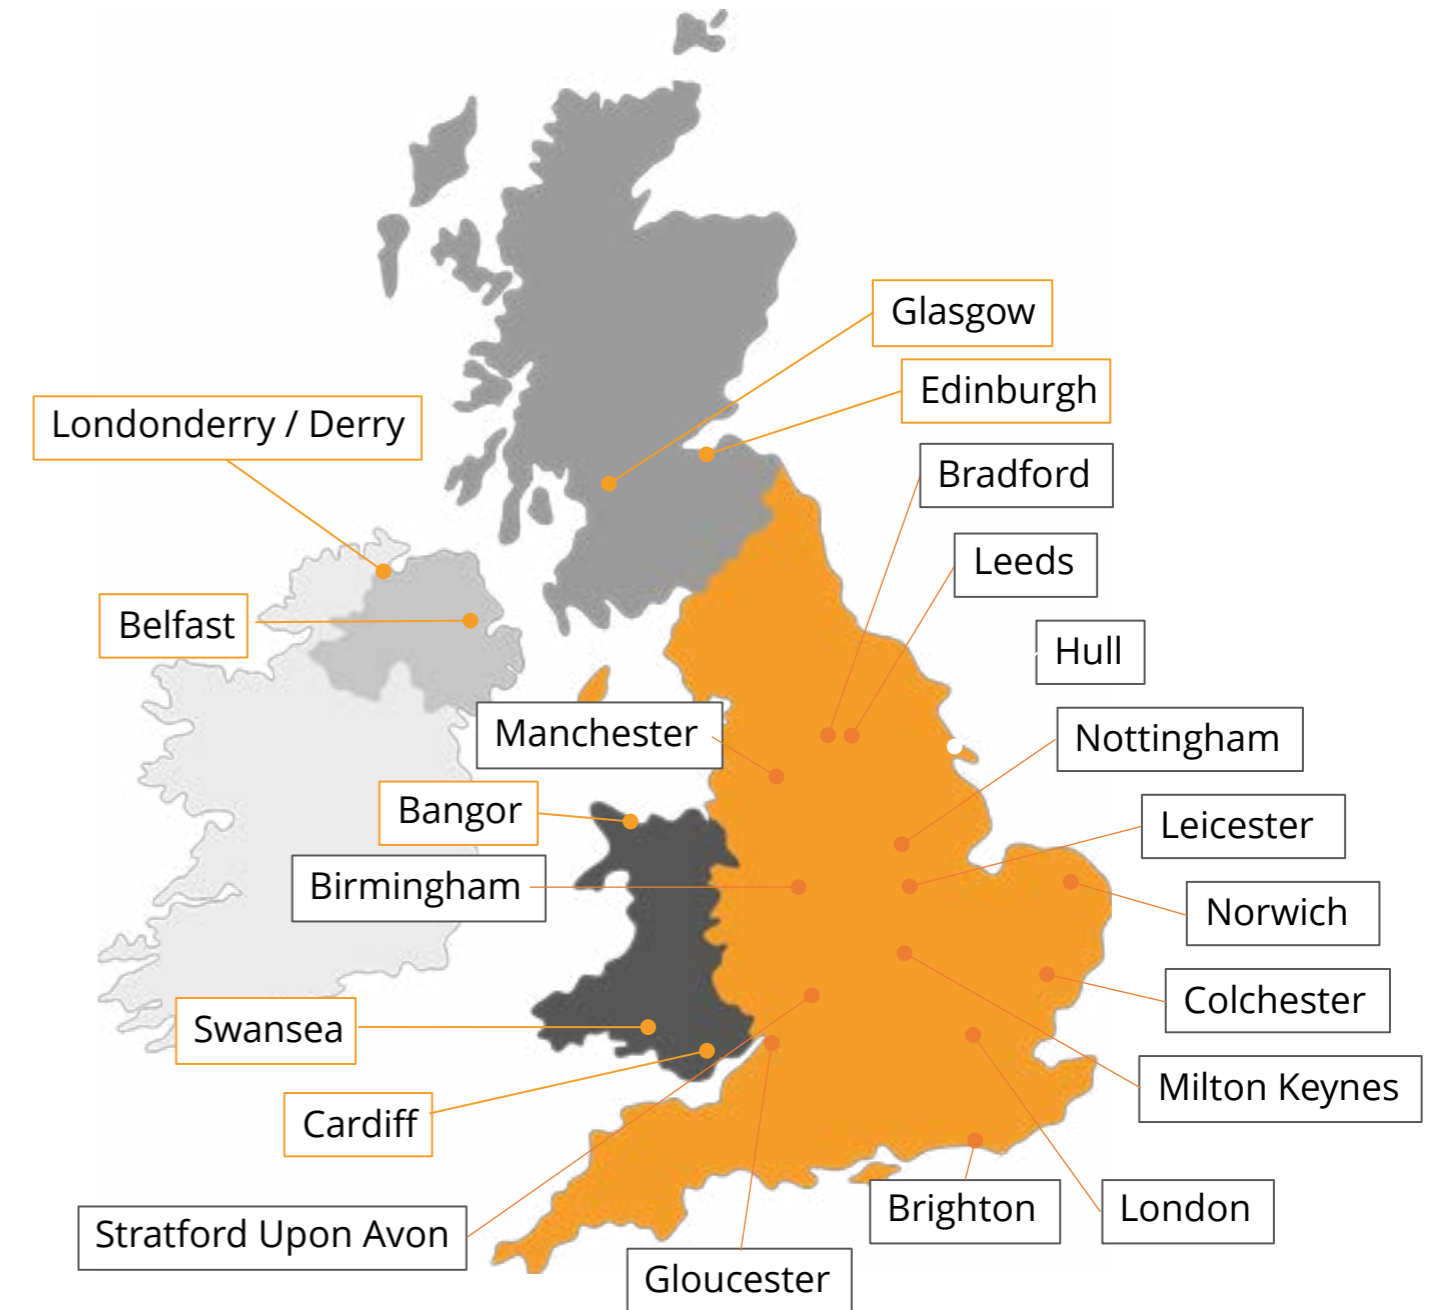 Glasgow
Edinburgh
Londonderry / Derry
Bradford
Leeds
Belfast
Hull
Manchester
Nottingham
Bangor
Leicester
Birmingham
Norwich
Colchester
Swansea
Milton Keynes
Cardiff
Brighton
London
Stratford Upon Avon
Gloucester